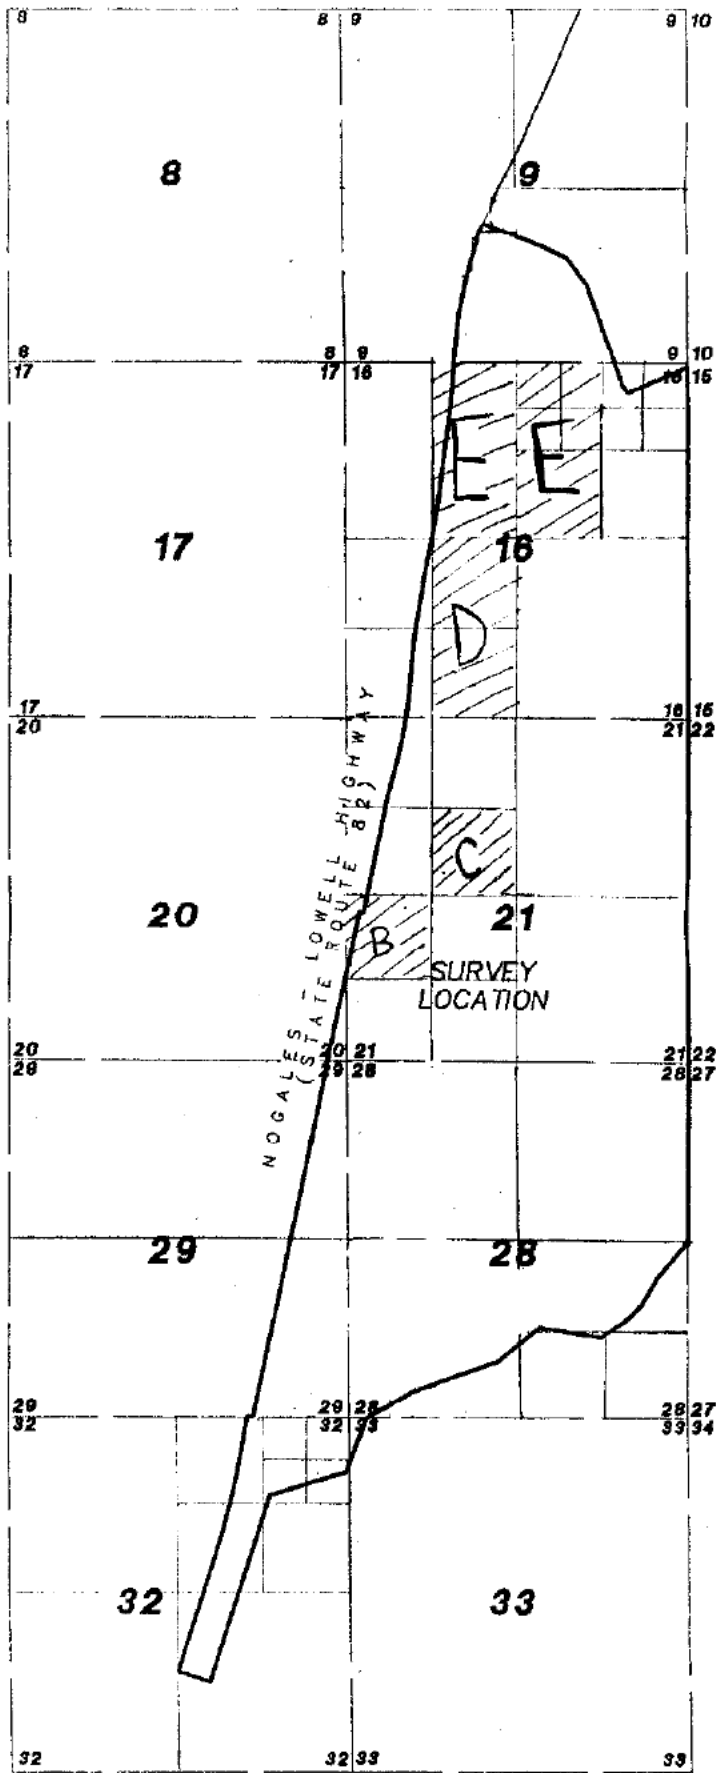 8 8 9 9 10
8 9
8 8 9 9 10
17 17 16 16 15
E E
17 16
D
17 16 15
20 21 22
C
20 21
B
SURVEY
LOCATION
NOGALES - LOWELL HIGHWAY
(STATE ROUTE 82)
20 20 21 21 22
29 29 28 28 27
29 28
29 29 28 28 27
32 32 33 33 34
32 33
32 32 33 33